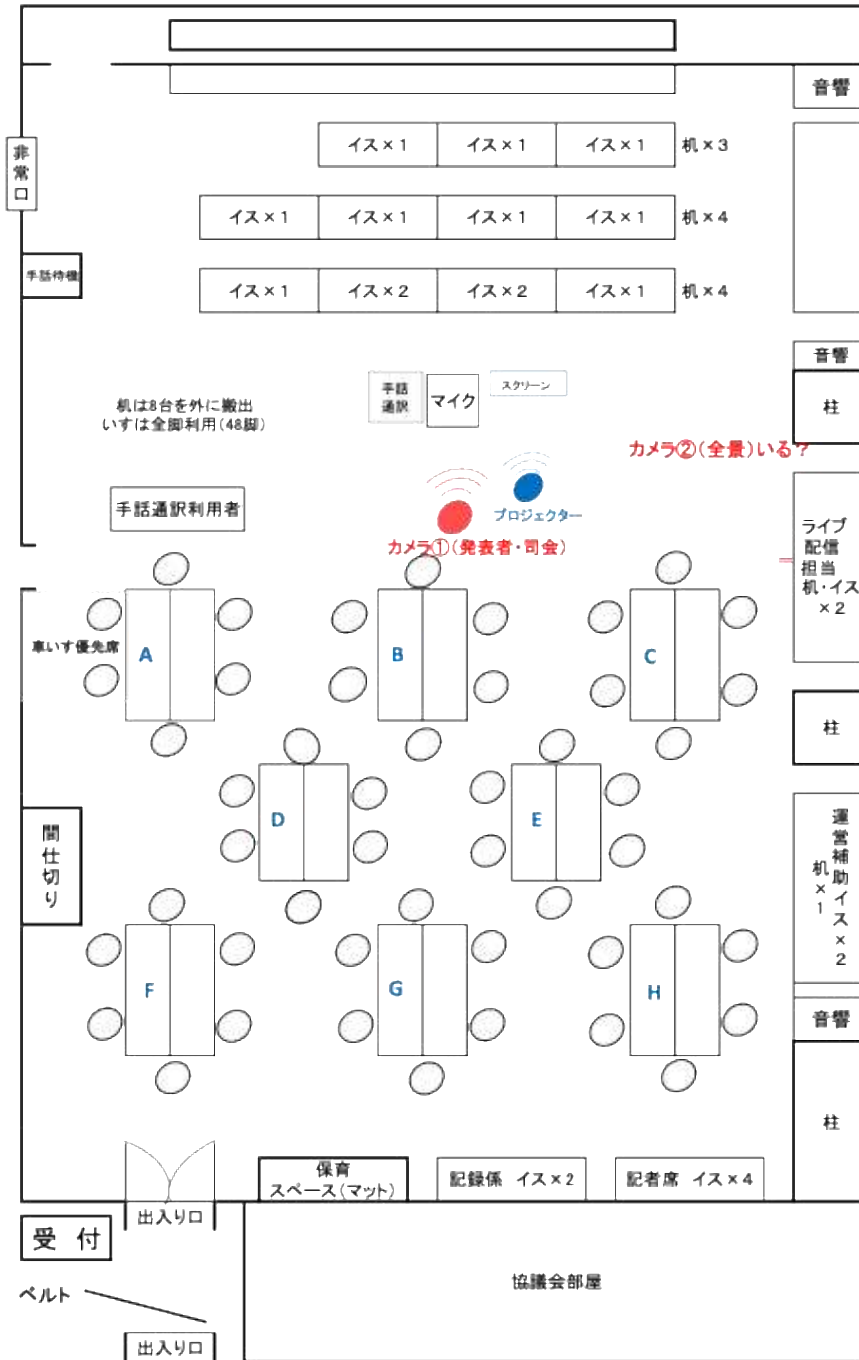 音響
イス×1 イス×1 イス×1 机×3
非常口
イス×1 イス×1 イス×1 イス×1 机×4
手話待機
イス×1 イス×2 イス×2 イス×1 机×4
音響
手話
通訳
マイク
スクリーン
柱
机は8台を外に搬出
いすは全脚利用(48脚)
カメラ②(全景)いる?
手話通訳利用者
プロジェクター
カメラ①(発表者・司会)
ライブ
配信
担当
机・イス
×2
車いす優先席
A
B
C
柱
D
E
間仕切り
運営補助イス×2
机×1
F
G
H
音響
柱
保育
スペース(マット)
記録係 イス×2
記者席 イス×4
出入り口
受 付
協議会部屋
ベルト
出入り口